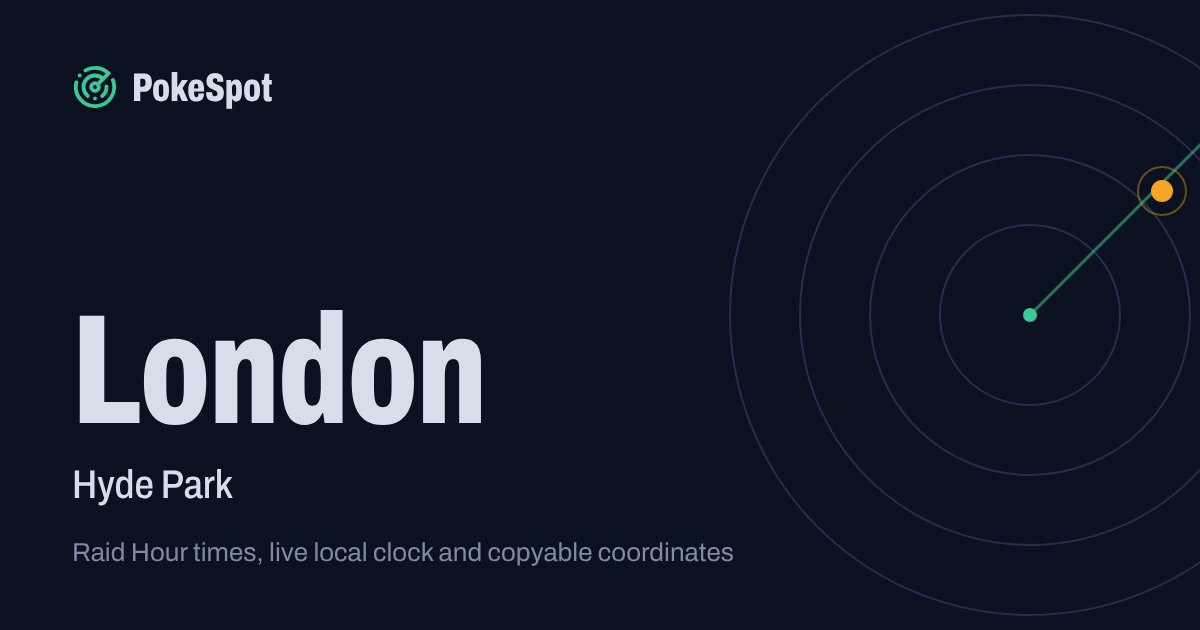 PokeSpot
London
Hyde Park
Raid Hour times, live local clock and copyable coordinates